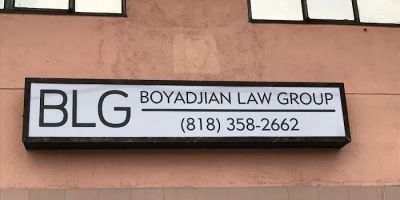 BLG
BOYADJIAN LAW GROUP
(818) 358-2662